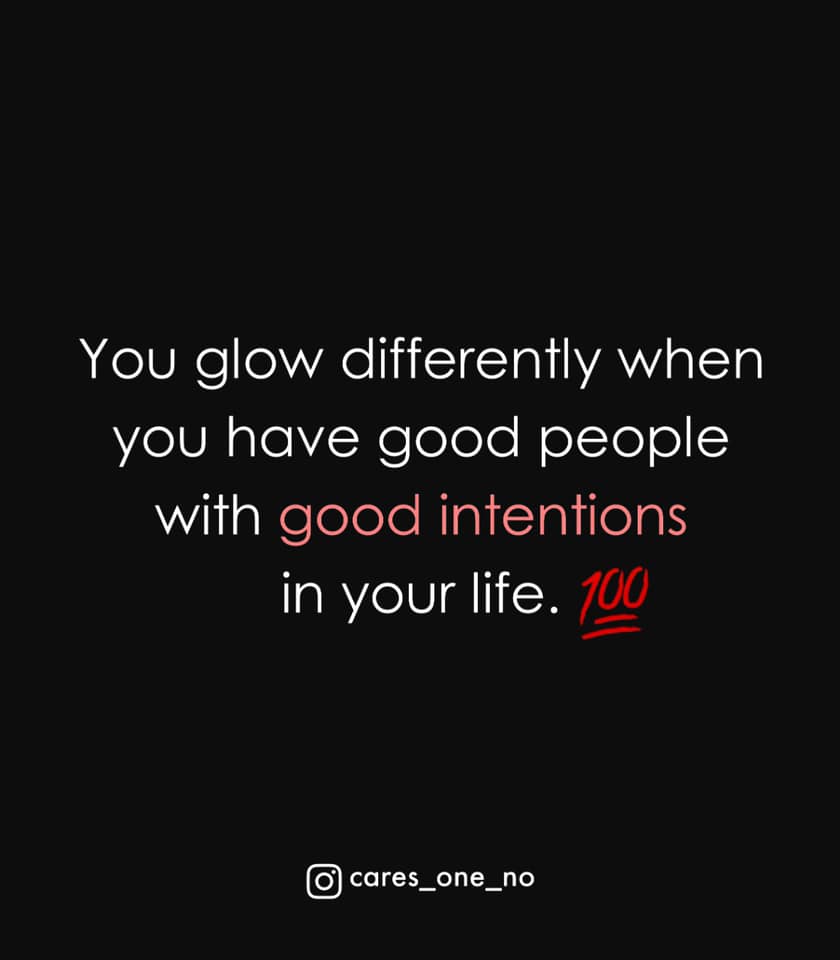 You glow differently when
you have good people
with good intentions
in your life. 💯
cares_one_no